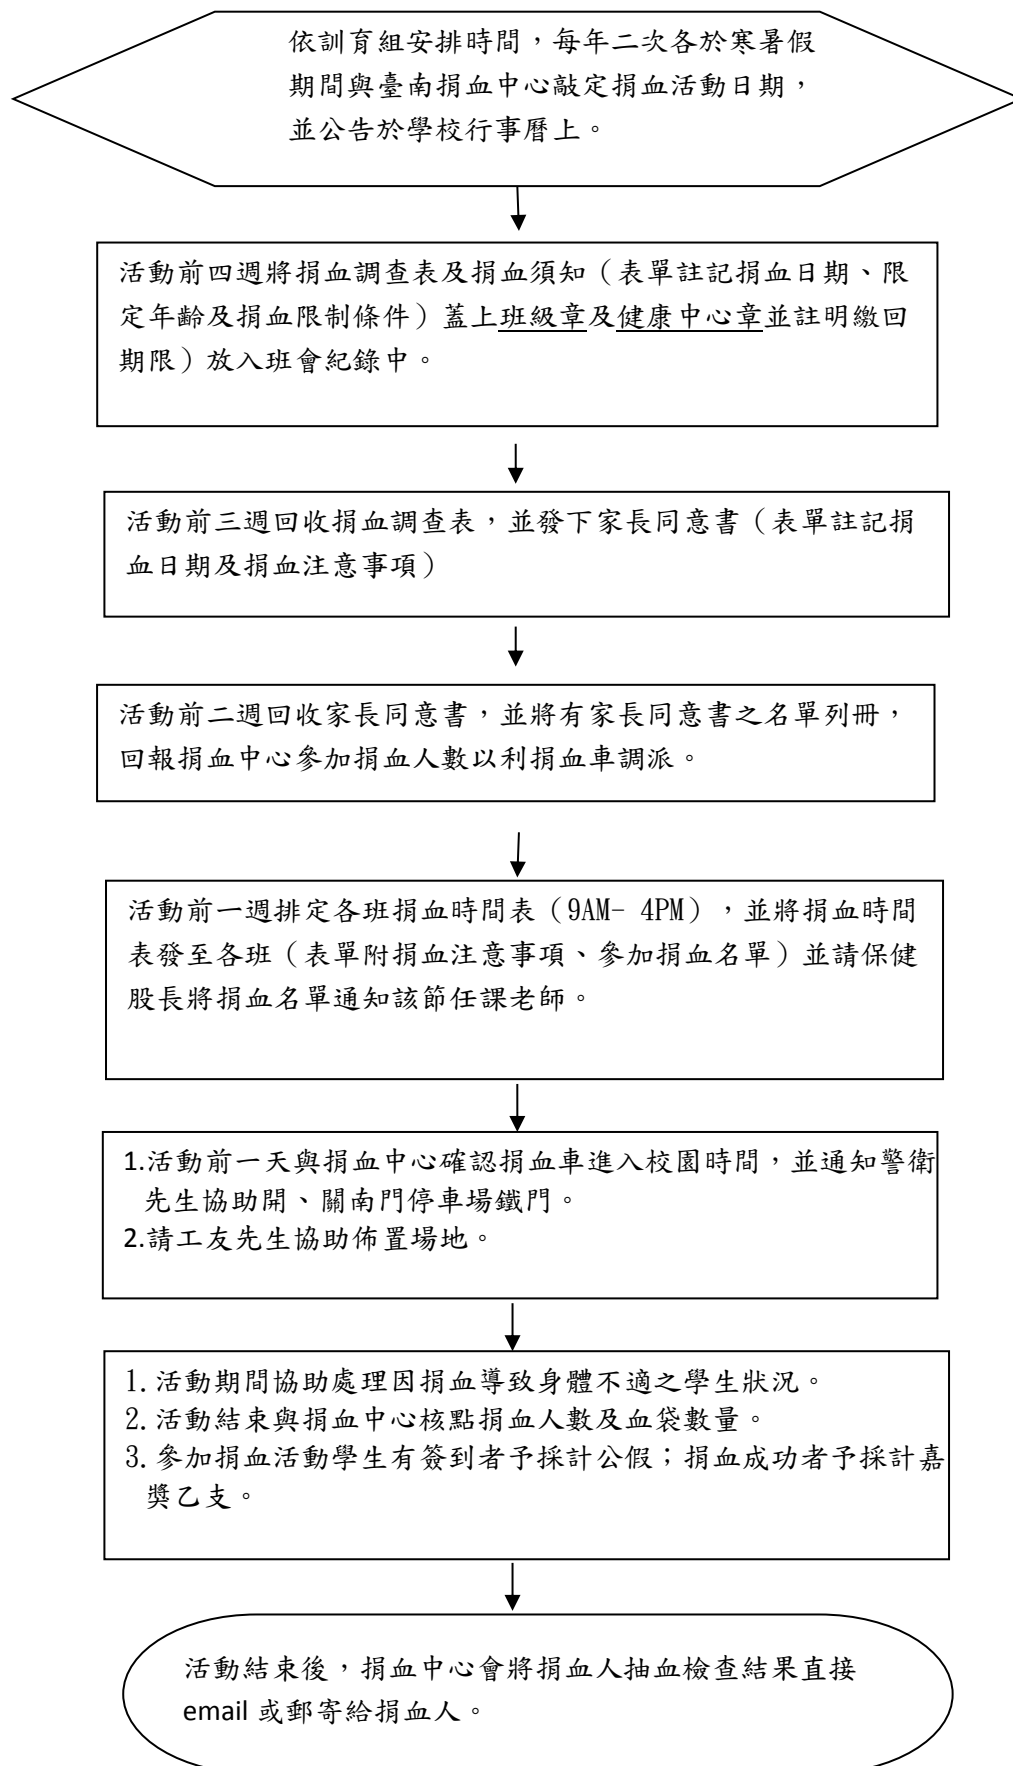 依訓育組安排時間，每年二次各於寒暑假
期間與臺南捐血中心敲定捐血活動日期，
並公告於學校行事曆上。
活動前四週將捐血調查表及捐血須知（表單註記捐血日期、限
定年齡及捐血限制條件）蓋上班級章及健康中心章並註明繳回
期限）放入班會紀錄中。
活動前三週回收捐血調查表，並發下家長同意書（表單註記捐
血日期及捐血注意事項）
活動前二週回收家長同意書，並將有家長同意書之名單列冊，
回報捐血中心參加捐血人數以利捐血車調派。
活動前一週排定各班捐血時間表（9AM- 4PM），並將捐血時間
表發至各班（表單附捐血注意事項、參加捐血名單）並請保健
股長將捐血名單通知該節任課老師。
1.活動前一天與捐血中心確認捐血車進入校園時間，並通知警衛
先生協助開、關南門停車場鐵門。
2.請工友先生協助佈置場地。
1. 活動期間協助處理因捐血導致身體不適之學生狀況。
2. 活動結束與捐血中心核點捐血人數及血袋數量。
3. 參加捐血活動學生有簽到者予採計公假；捐血成功者予採計嘉
獎乙支。
活動結束後，捐血中心會將捐血人抽血檢查結果直接
email 或郵寄給捐血人。